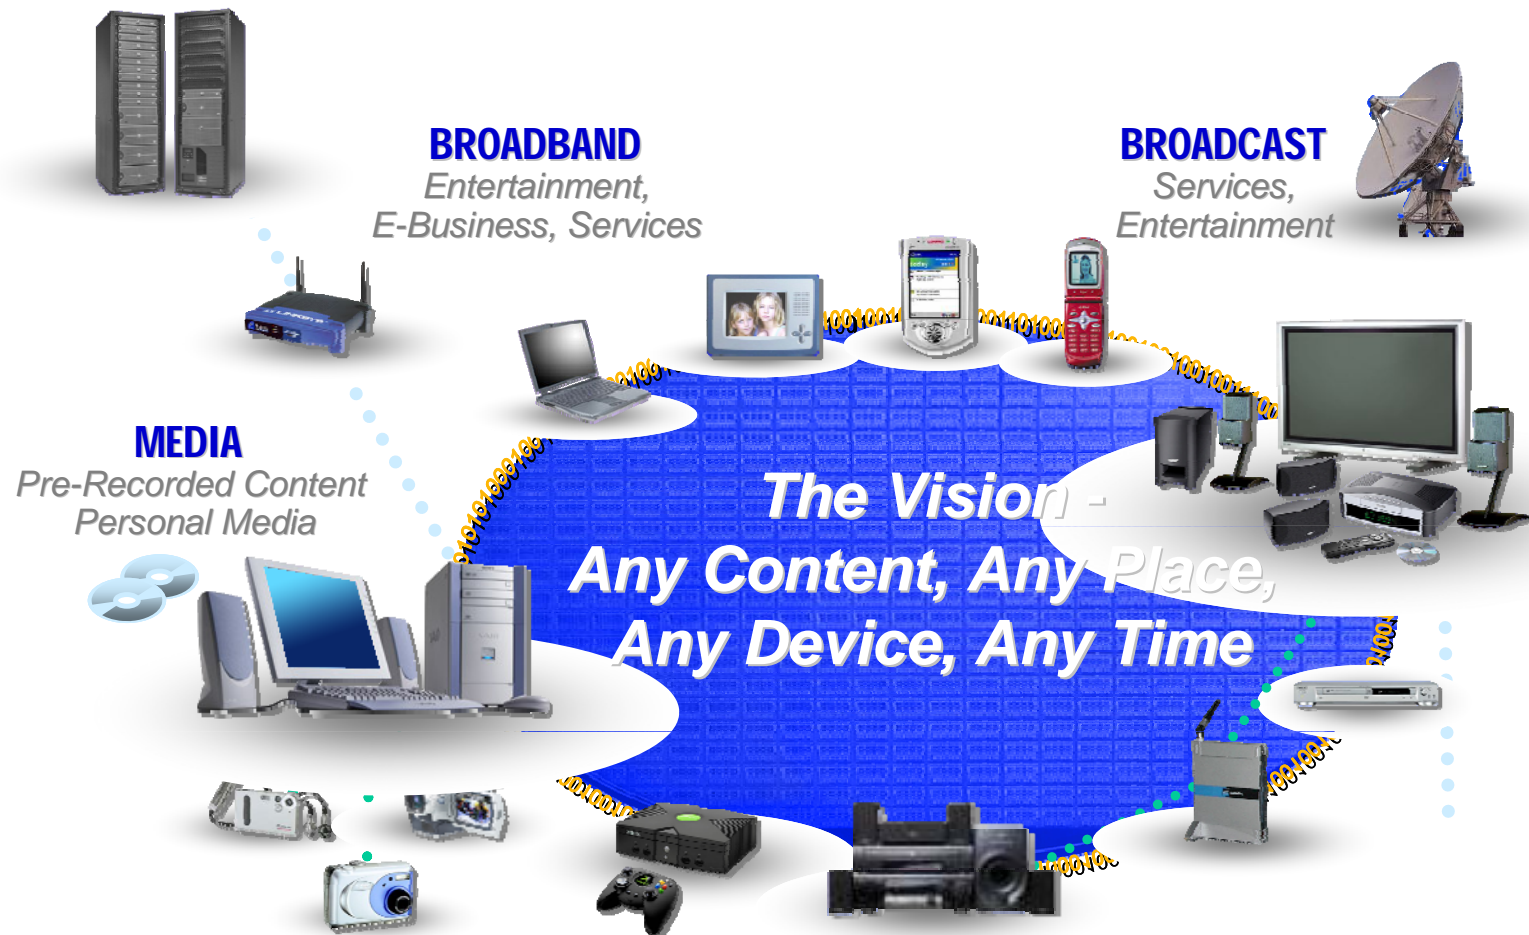 BROADBAND
Entertainment,
E-Business, Services
BROADCAST
Services,
Entertainment
MEDIA
Pre-Recorded Content
Personal Media
The Vision -
Any Content, Any Place,
Any Device, Any Time